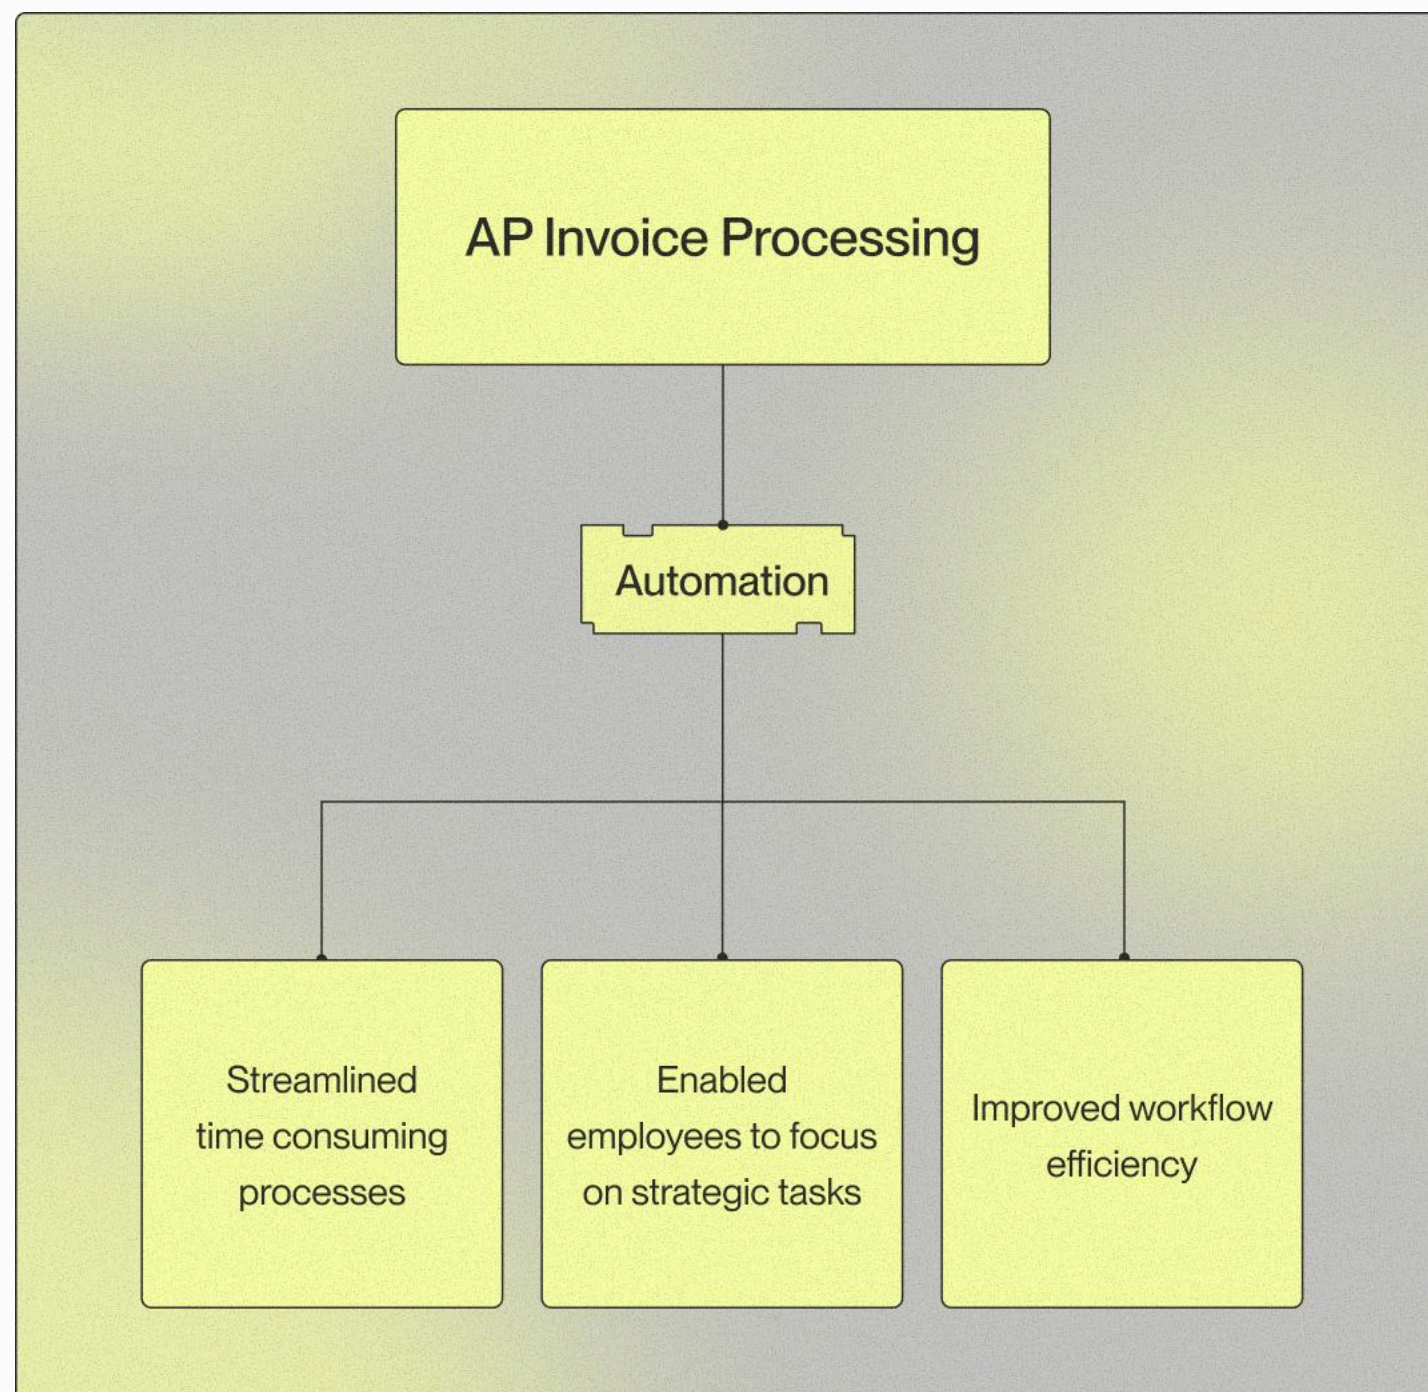 AP Invoice Processing
Automation
Streamlined
time consuming
processes
Enabled
employees to focus
on strategic tasks
Improved workflow
efficiency